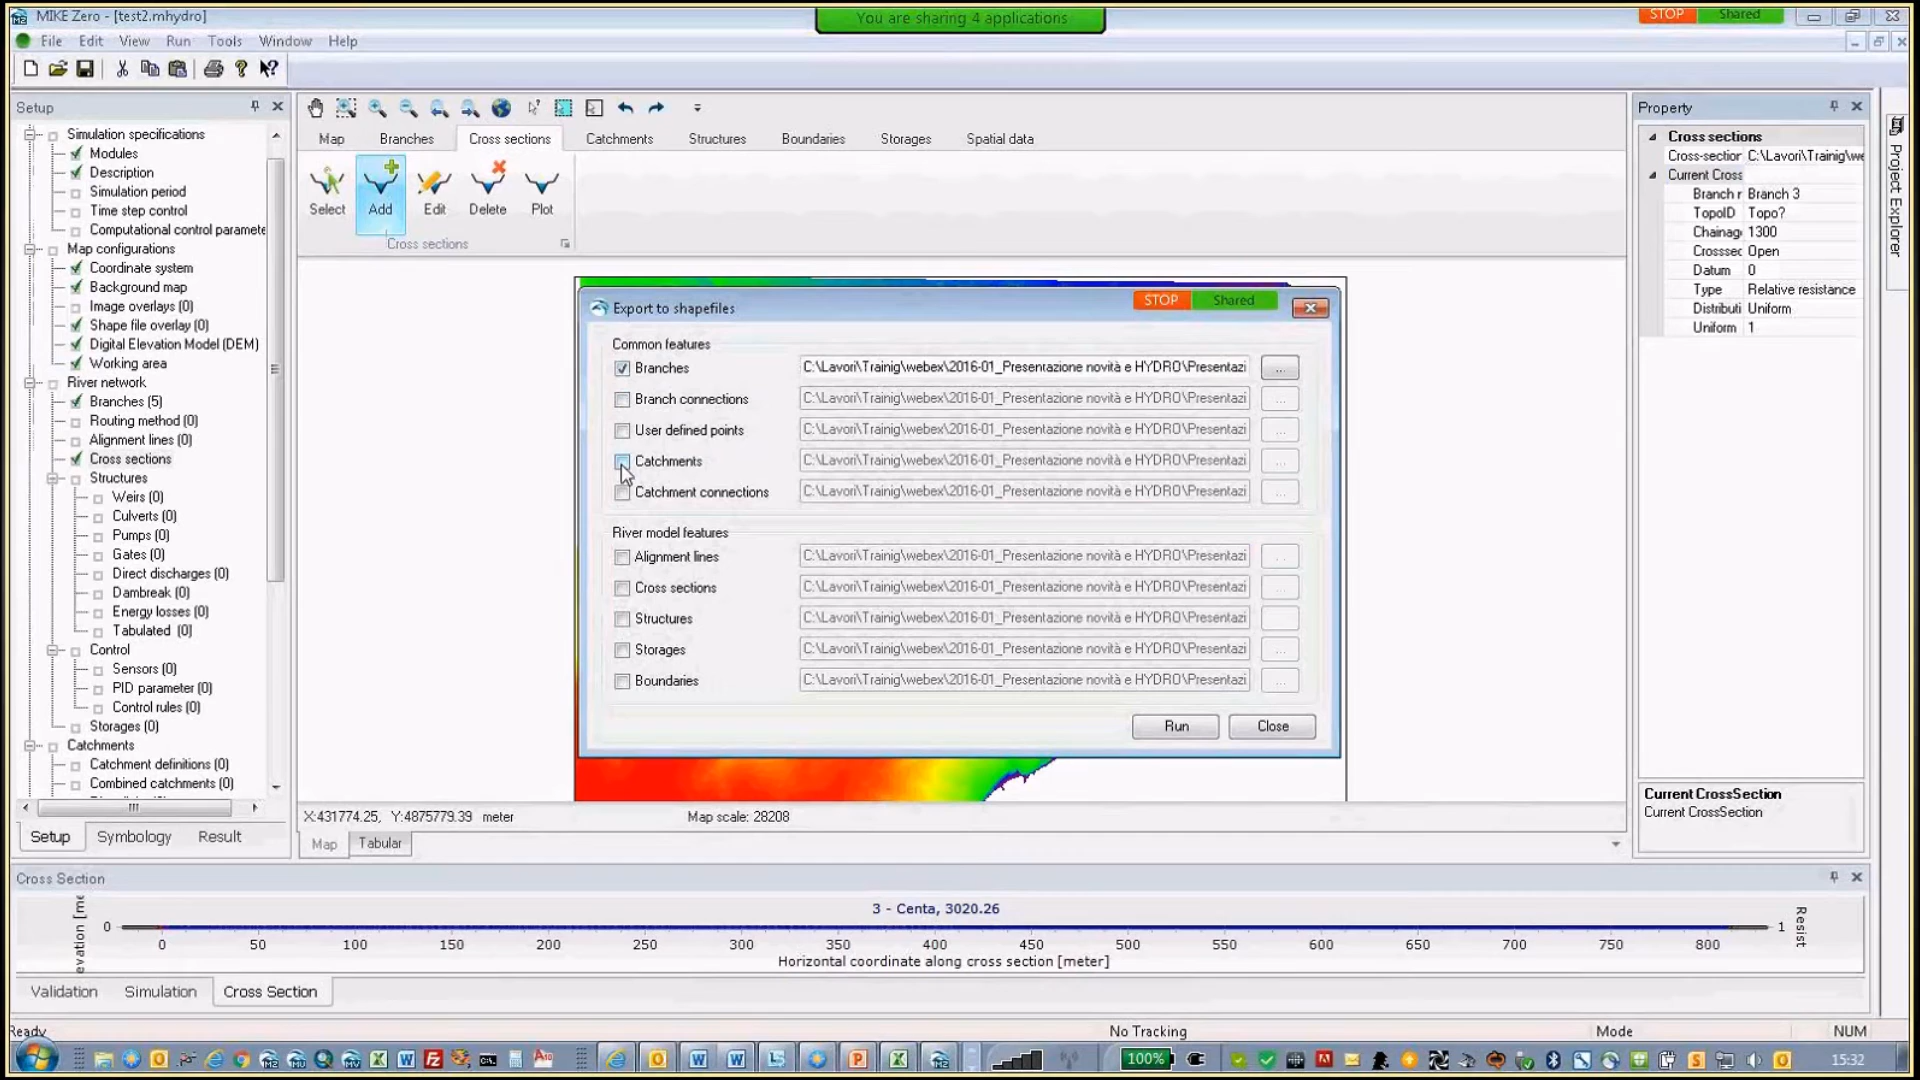 MIKE Zero - [test2.mhydro]
You are sharing 4 applications
STOP
Shared
File Edit View Run Tools Window Help
Setup
Simulation specifications
Modules
Description
Simulation period
Time step control
Computational control paramete
Map configurations
Coordinate system
Background map
Image overlays (0)
Shape file overlay (0)
Digital Elevation Model (DEM)
Working area
River network
Branches (5)
Routing method (0)
Alignment lines (0)
Cross sections
Structures
Weirs (0)
Culverts (0)
Pumps (0)
Gates (0)
Direct discharges (0)
Dambreak (0)
Energy losses (0)
Tabulated (0)
Control
Sensors (0)
PID parameter (0)
Control rules (0)
Storages (0)
Catchments
Catchment definitions (0)
Combined catchments (0)
Setup Symbology Result
Map Branches Cross sections Catchments Structures Boundaries Storages Spatial data
Select Add Edit Delete Plot
Cross sections
Export to shapefiles
STOP Shared
Common features
Branches C:\Lavori\Trainig\webex\2016-01_Presentazione novità e HYDRO\Presentazi ...
Branch connections C:\Lavori\Trainig\webex\2016-01_Presentazione novità e HYDRO\Presentazi ...
User defined points C:\Lavori\Trainig\webex\2016-01_Presentazione novità e HYDRO\Presentazi ...
Catchments C:\Lavori\Trainig\webex\2016-01_Presentazione novità e HYDRO\Presentazi ...
Catchment connections C:\Lavori\Trainig\webex\2016-01_Presentazione novità e HYDRO\Presentazi ...
River model features
Alignment lines C:\Lavori\Trainig\webex\2016-01_Presentazione novità e HYDRO\Presentazi ...
Cross sections C:\Lavori\Trainig\webex\2016-01_Presentazione novità e HYDRO\Presentazi ...
Structures C:\Lavori\Trainig\webex\2016-01_Presentazione novità e HYDRO\Presentazi
Storages C:\Lavori\Trainig\webex\2016-01_Presentazione novità e HYDRO\Presentazi ...
Boundaries C:\Lavori\Trainig\webex\2016-01_Presentazione novità e HYDRO\Presentazi ...
Run Close
X:431774.25, Y:4875779.39 meter Map scale: 28208
Map Tabular
Property
Cross sections
Cross-section C:\Lavori\Trainig\we
Current Cross
Branch r Branch 3
TopoID Topo?
Chainag 1300
Crosssec Open
Datum 0
Type Relative resistance
Distributi Uniform
Uniform 1
Current CrossSection
Current CrossSection
Project Explorer
Cross Section
3 - Centa, 3020.26
evation [me
0
1
Resist
0 50 100 150 200 250 300 350 400 450 500 550 600 650 700 750 800
Horizontal coordinate along cross section [meter]
Validation Simulation Cross Section
Ready
No Tracking
Mode
NUM
100%
15:32